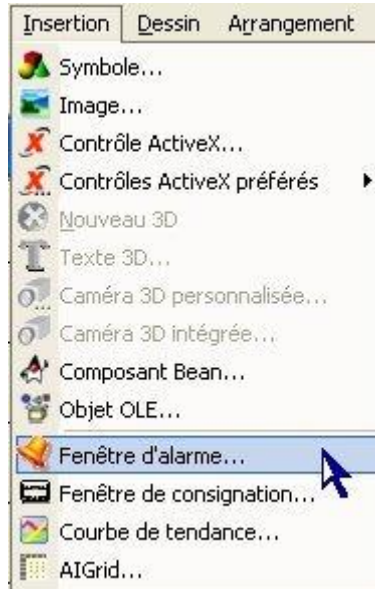 Insertion Dessin Arrangement
Symbole...
Image...
Contrôle ActiveX...
Contrôles ActiveX préférés
Nouveau 3D
Texte 3D...
Caméra 3D personnalisée...
Caméra 3D intégrée...
Composant Bean...
Objet OLE...
Fenêtre d'alarme...
Fenêtre de consignation...
Courbe de tendance...
AIGrid...